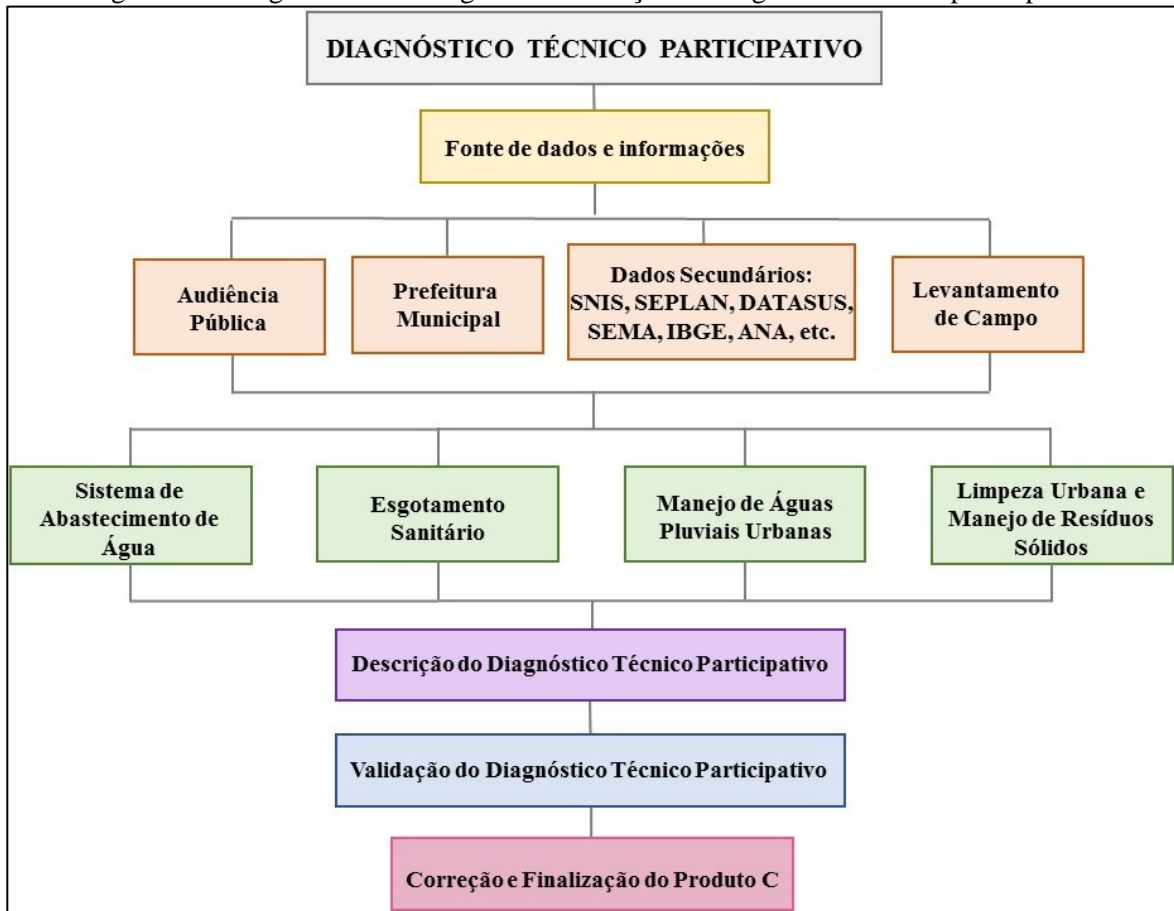 DIAGNÓSTICO TÉCNICO PARTICIPATIVO
Fonte de dados e informações
Audiência
Pública
Prefeitura
Municipal
Dados Secundários:
SNIS, SEPLAN, DATASUS,
SEMA, IBGE, ANA, etc.
Levantamento
de Campo
Sistema de
Abastecimento de
Água
Esgotamento
Sanitário
Manejo de Águas
Pluviais Urbanas
Limpeza Urbana e
Manejo de Resíduos
Sólidos
Descrição do Diagnóstico Técnico Participativo
Validação do Diagnóstico Técnico Participativo
Correção e Finalização do Produto C